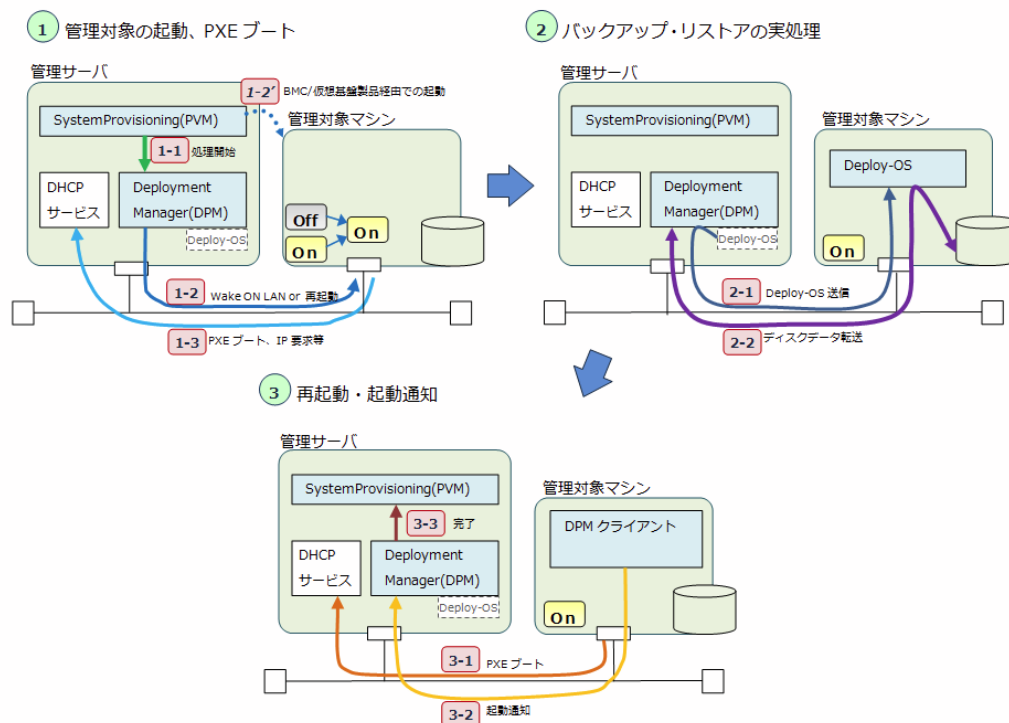 1 管理対象の起動、PXE ブート
管理サーバ
SystemProvisioning(PVM)
1-2’ BMC/仮想基盤製品経由での起動
管理対象マシン
1-1 処理開始
DHCP
サービス
Deployment
Manager(DPM)
Deploy-OS
Off
On
On
1-2 Wake ON LAN or 再起動
1-3 PXE ブート、IP 要求等
2 バックアップ・リストアの実処理
管理サーバ
SystemProvisioning(PVM)
管理対象マシン
Deploy-OS
DHCP
サービス
Deployment
Manager(DPM)
Deploy-OS
On
2-1 Deploy-OS 送信
2-2 ディスクデータ転送
3 再起動・起動通知
管理サーバ
SystemProvisioning(PVM)
管理対象マシン
DPM クライアント
3-3 完了
DHCP
サービス
Deployment
Manager(DPM)
Deploy-OS
On
3-1 PXE ブート
3-2 起動通知